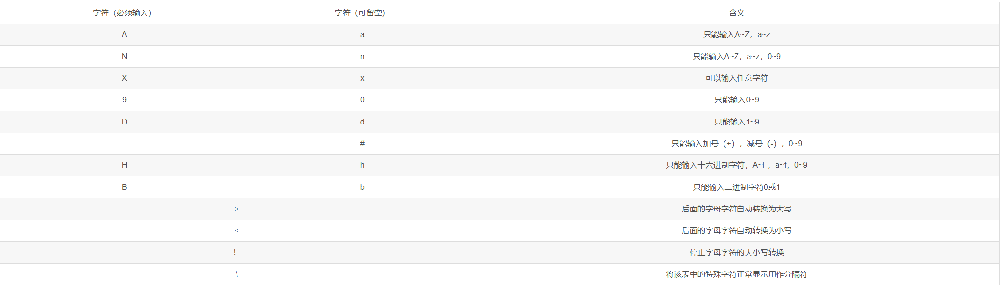 字符（必须输入） 字符（可留空） 含义
A a 只能输入A~Z，a~z
N n 只能输入A~Z，a~z，0~9
X x 可以输入任意字符
9 0 只能输入0~9
D d 只能输入1~9
# 只能输入加号（+），减号（-），0~9
H h 只能输入十六进制字符，A~F，a~f，0~9
B b 只能输入二进制字符0或1
> 后面的字母字符自动转换为大写
< 后面的字母字符自动转换为小写
! 停止字母字符的大小写转换
\ 将该表中的特殊字符正常显示用作分隔符